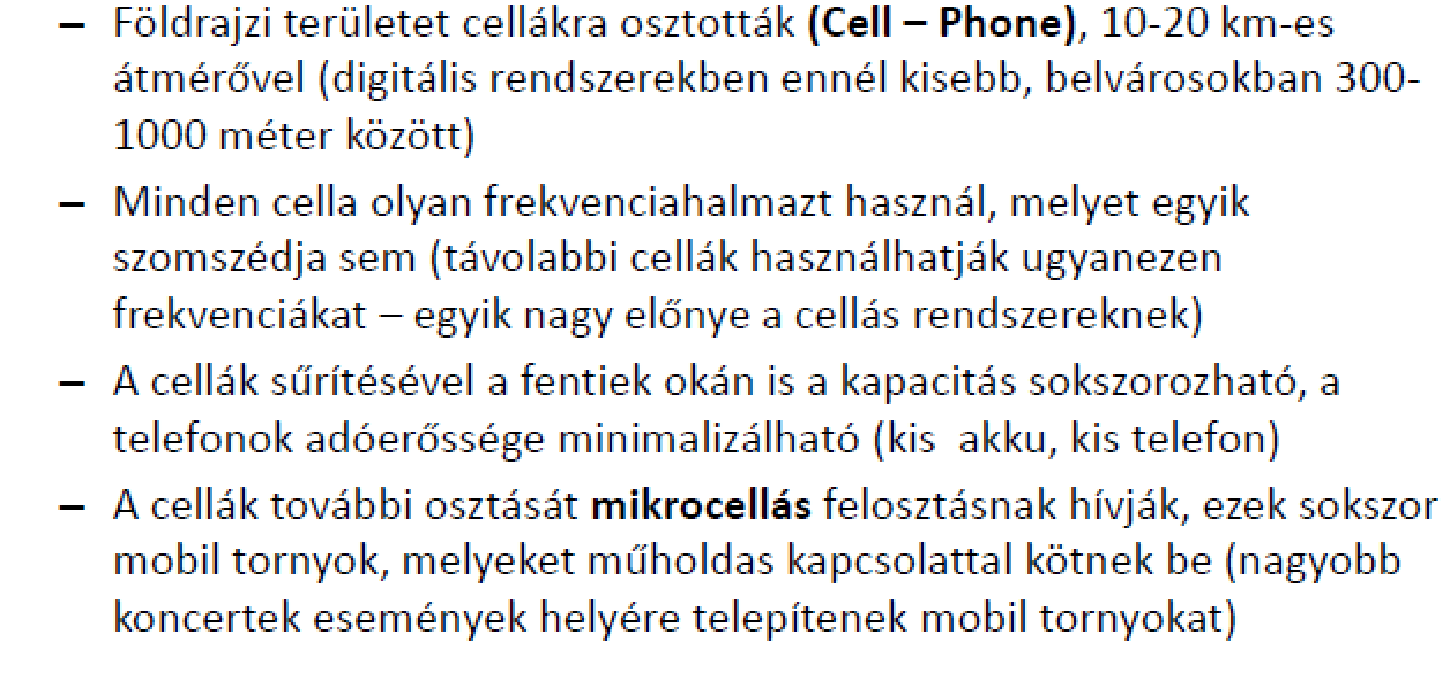 – Földrajzi területet cellákra osztották (Cell – Phone), 10-20 km-es
átmérővel (digitális rendszerekben ennél kisebb, belvárosokban 300-
1000 méter között)
– Minden cella olyan frekvenciahalmazt használ, melyet egyik
szomszédja sem (távolabbi cellák használhatják ugyanezen
frekvenciákat – egyik nagy előnye a cellás rendszereknek)
– A cellák sűrítésével a fentiek okán is a kapacitás sokszorozható, a
telefonok adóerőssége minimalizálható (kis  akku, kis telefon)
– A cellák további osztását mikrocellás felosztásnak hívják, ezek sokszor
mobil tornyok, melyeket műholdas kapcsolattal kötnek be (nagyobb
koncertek események helyére telepítenek mobil tornyokat)